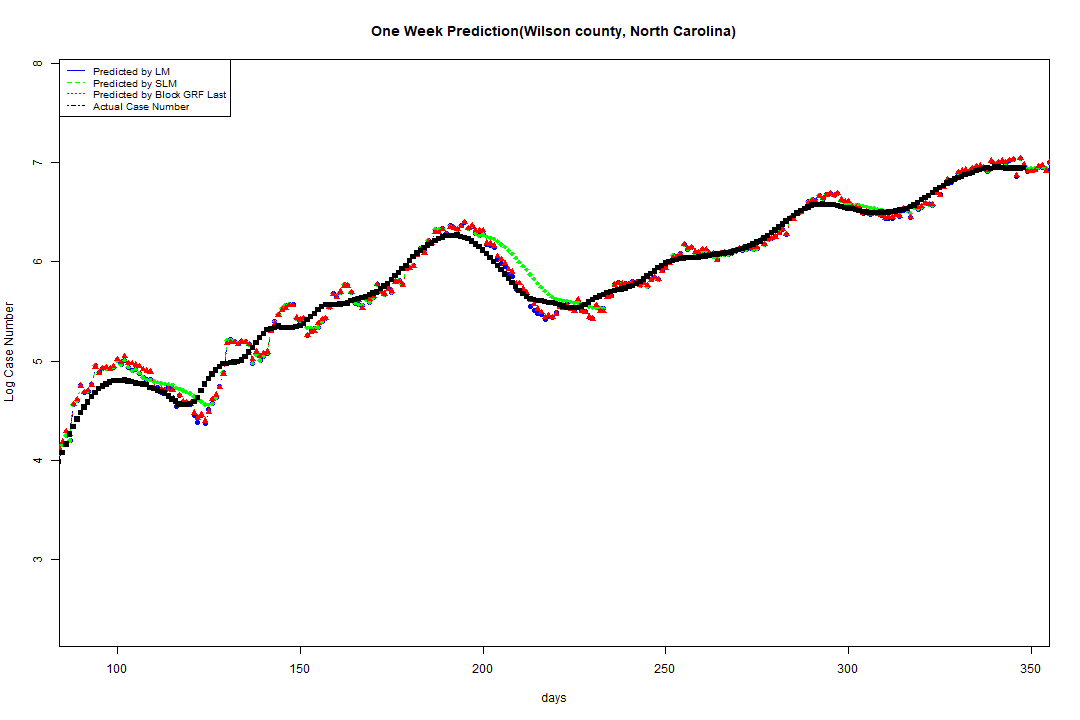 One Week Prediction(Wilson county, North Carolina)
Predicted by LM
Predicted by SLM
Predicted by Block GRF Last
Actual Case Number
8
7
6
5
4
3
Log Case Number
100 150 200 250 300 350
days